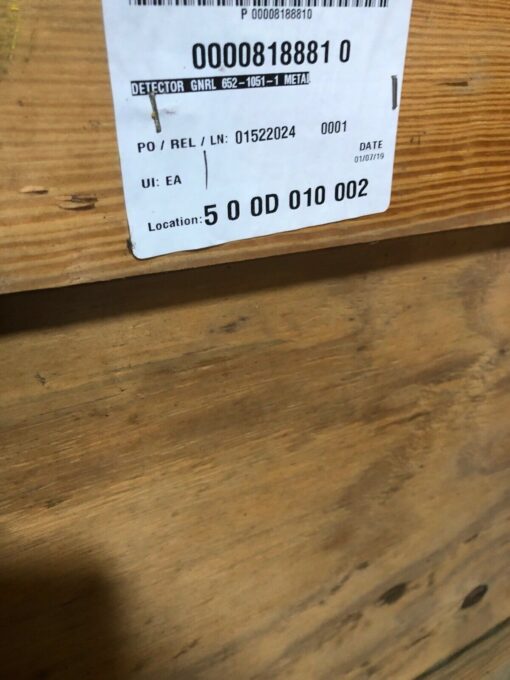 P 00008188810
0000818881 0
DETECTOR GNRL 652-1051-1 METAL
PO / REL / LN: 01522024 0001
DATE
01/07/19
UI: EA
Location: 5 0 0D 010 002